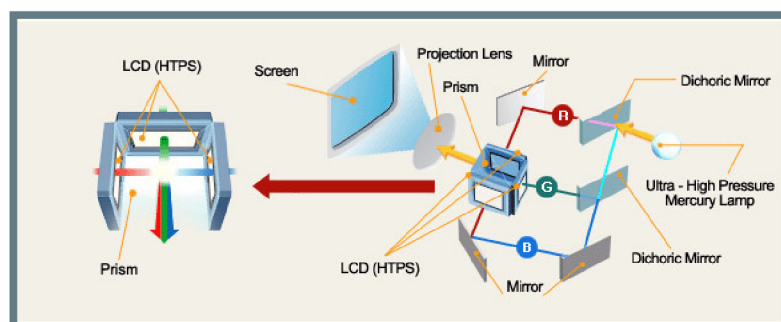 LCD (HTPS)
Prism
Screen
Projection Lens
Prism
Mirror
Dichoric Mirror
R
G
B
Ultra - High Pressure
Mercury Lamp
Dichoric Mirror
LCD (HTPS)
Mirror